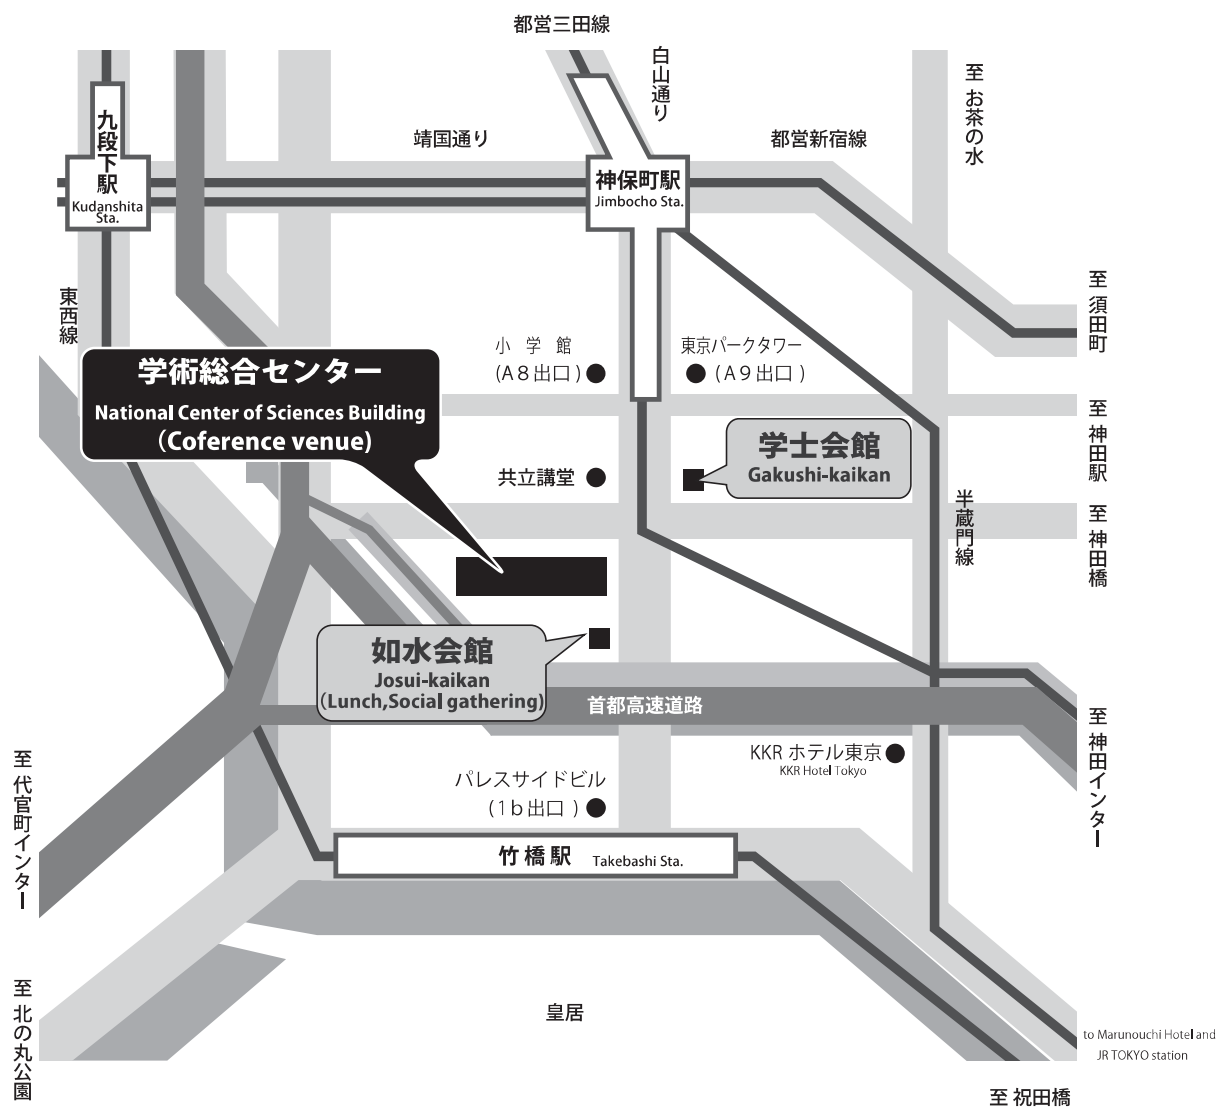 都営三田線
白山通り
至 お茶の水
靖国通り
都営新宿線
九段下駅
Kudanshita
Sta.
神保町駅
Jimbocho Sta.
東西線
至 須田町
小 学 館
(A8出口)
東京パークタワー
(A9出口 )
学術総合センター
National Center of Sciences Building
(Coference venue)
至 神田駅
学士会館
Gakushi-kaikan
共立講堂
半蔵門線
至 神田橋
如水会館
Josui-kaikan
(Lunch,Social gathering)
首都高速道路
至 神田インター
KKR ホテル東京
KKR Hotel Tokyo
至 代官町インター
パレスサイドビル
(1b出口 )
竹橋駅 Takebashi Sta.
至 北の丸公園
皇居
to Marunouchi Hotel and
JR TOKYO station
至 祝田橋